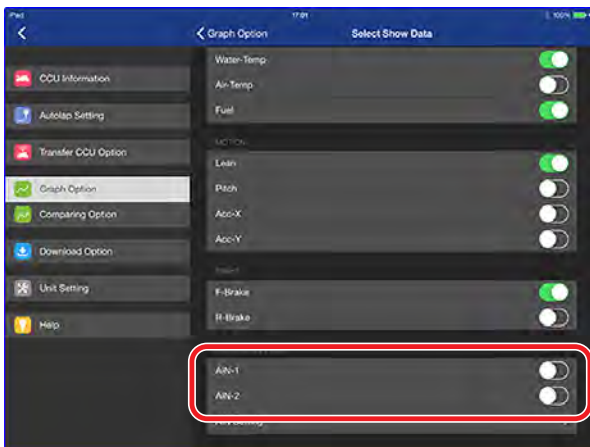 iPad 17:01 100%
Graph Option Select Show Data
CCU Information
Autolap Setting
Transfer CCU Option
Graph Option
Comparing Option
Download Option
Unit Setting
Help
Water-Temp
Air-Temp
Fuel
MOTION
Lean
Pitch
Acc-X
Acc-Y
F-Brake
R-Brake
AIN-1
AIN-2
AIN Setting